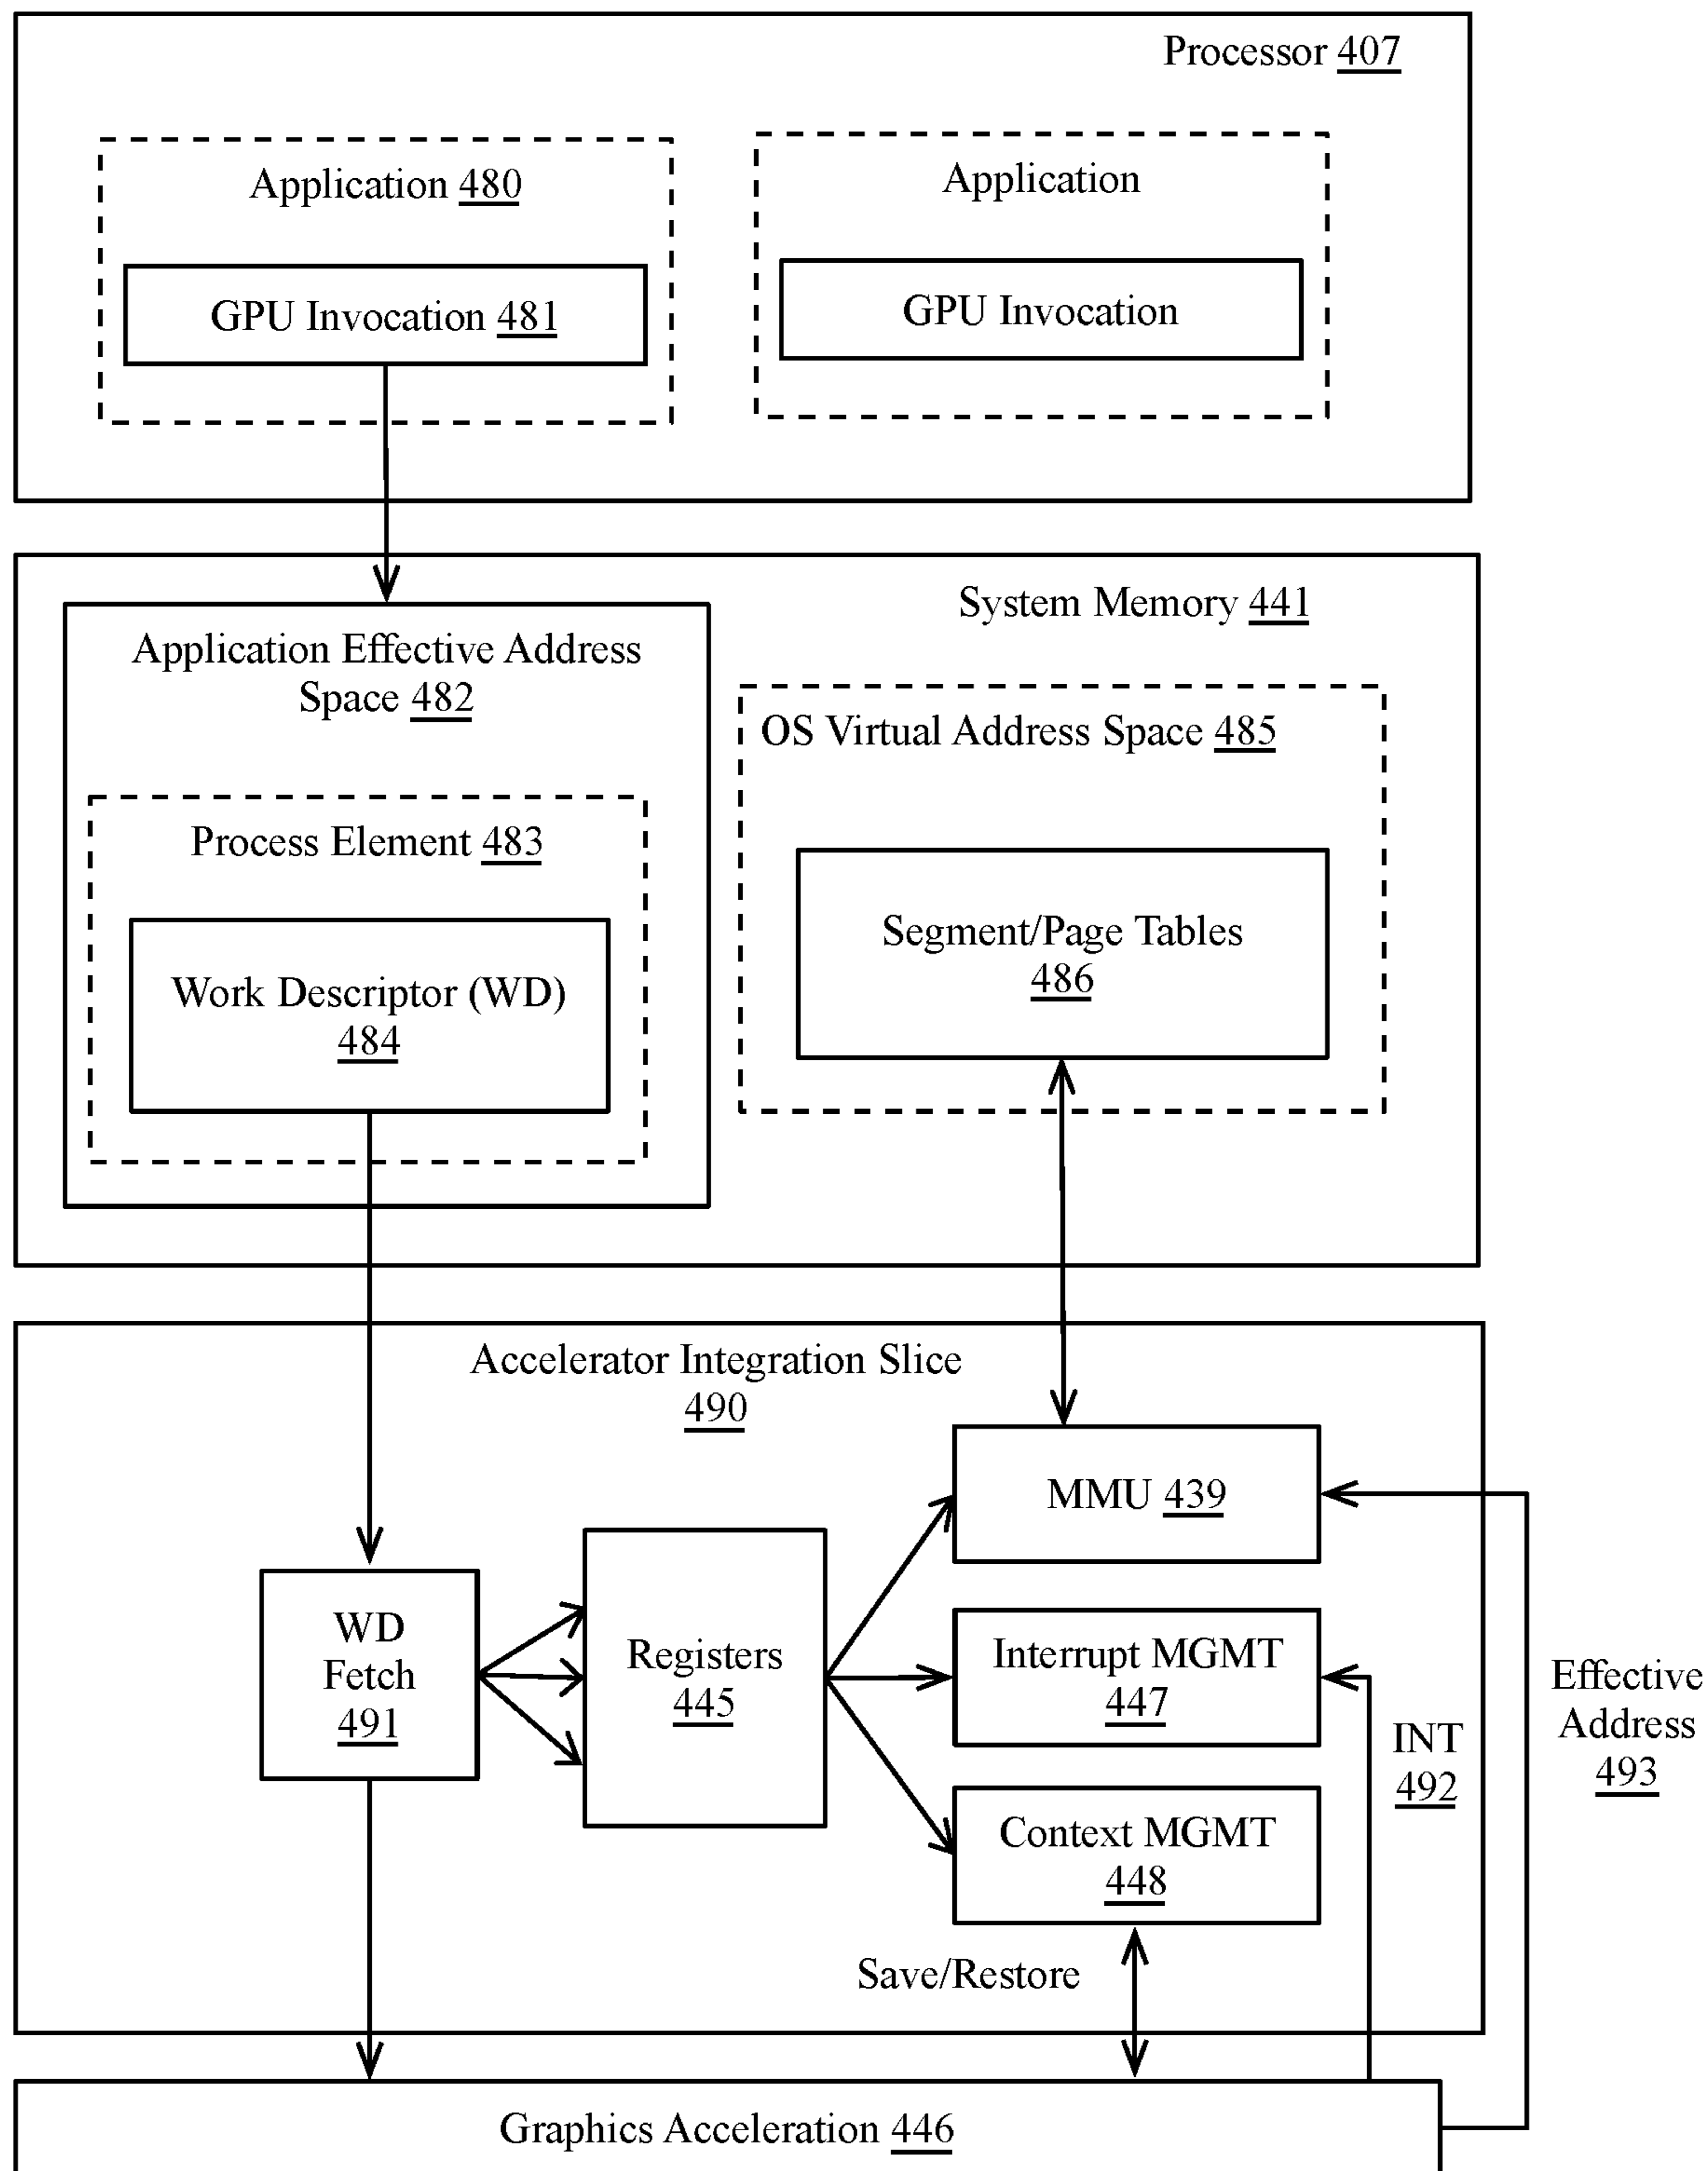 Processor 407
Application 480
Application
GPU Invocation 481
GPU Invocation
System Memory 441
Application Effective Address
Space 482
OS Virtual Address Space 485
Process Element 483
Segment/Page Tables
486
Work Descriptor (WD)
484
Accelerator Integration Slice
490
MMU 439
WD
Fetch
491
Registers
445
Interrupt MGMT
447
Effective
Address
493
INT
492
Context MGMT
448
Save/Restore
Graphics Acceleration 446